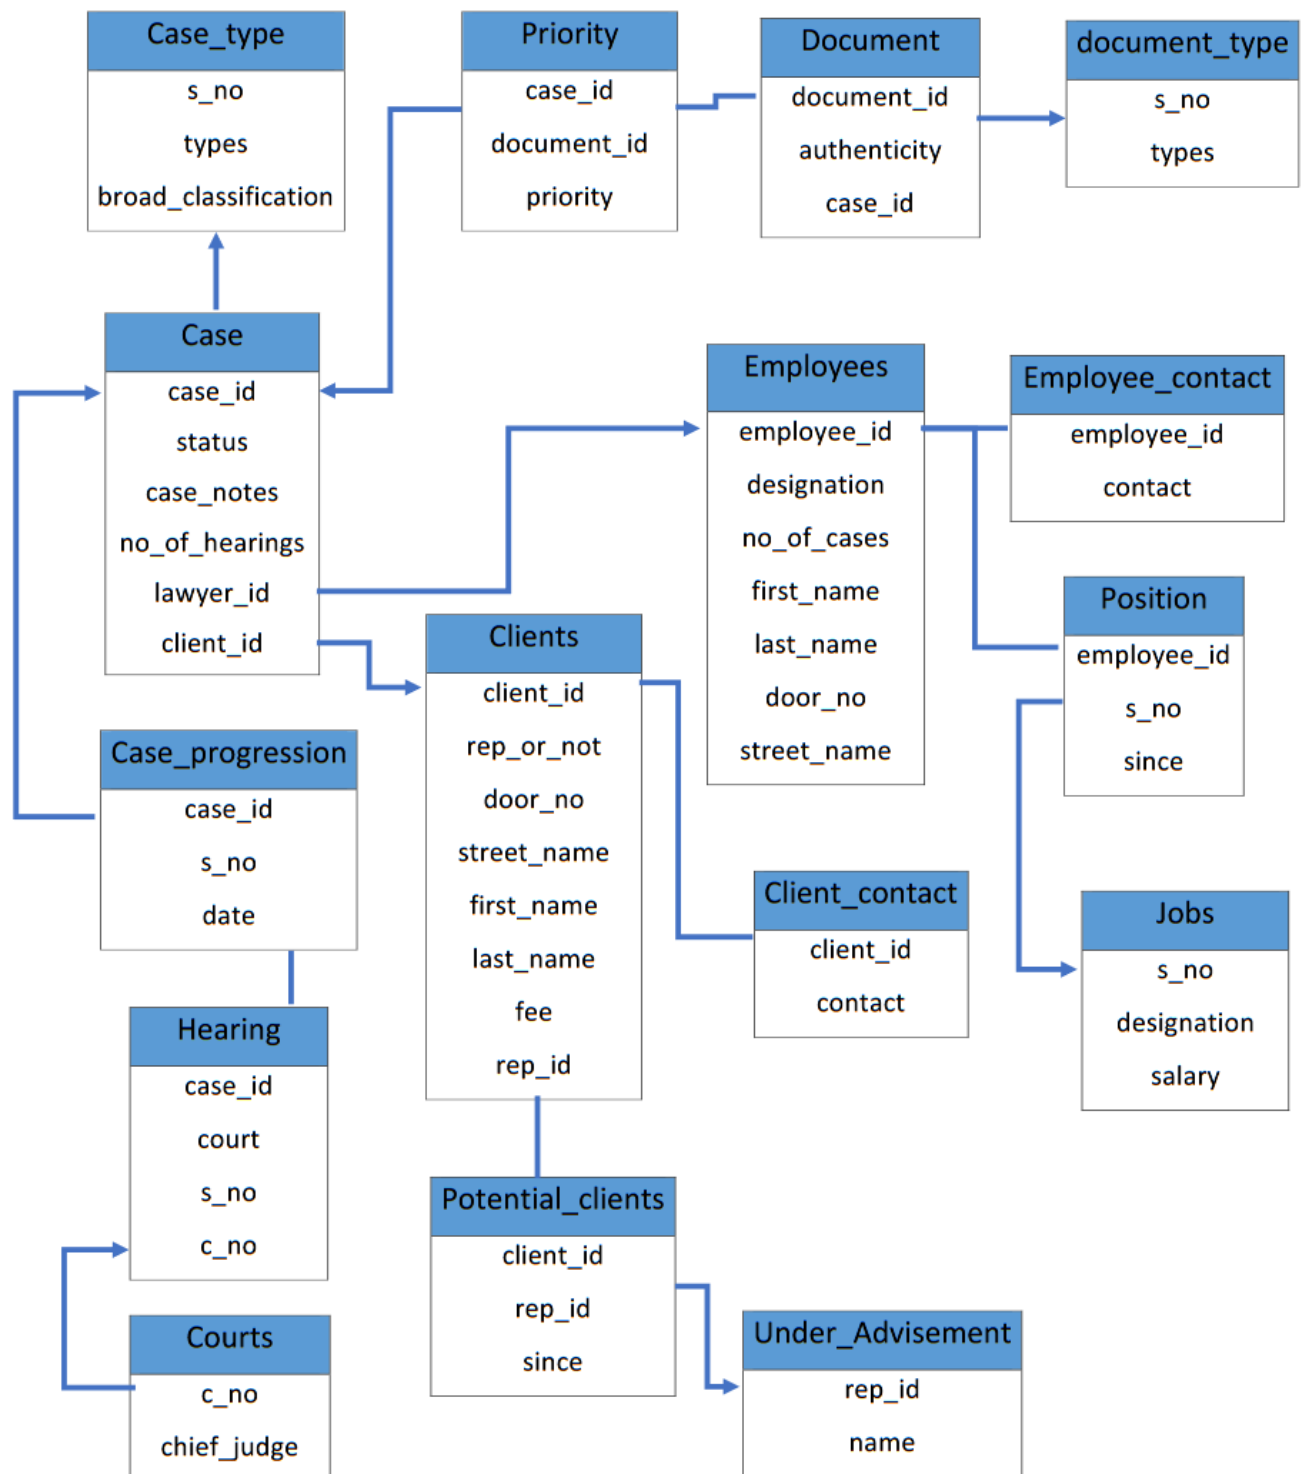 Case_type
s_no
types
broad_classification
Priority
case_id
document_id
priority
Document
document_id
authenticity
case_id
document_type
s_no
types
Case
case_id
status
case_notes
no_of_hearings
lawyer_id
client_id
Employees
employee_id
designation
no_of_cases
first_name
last_name
door_no
street_name
Employee_contact
employee_id
contact
Position
employee_id
s_no
since
Clients
client_id
rep_or_not
door_no
street_name
first_name
last_name
fee
rep_id
Case_progression
case_id
s_no
date
Client_contact
client_id
contact
Jobs
s_no
designation
salary
Hearing
case_id
court
s_no
c_no
Potential_clients
client_id
rep_id
since
Under_Advisement
rep_id
name
Courts
c_no
chief_judge